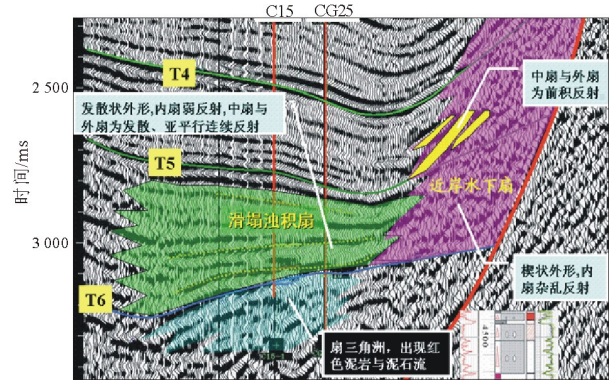 C15 CG25
T4
2 500
中扇与外扇
为前积反射
发散状外形,内扇弱反射,中扇与
外扇为发散、亚平行连续反射
T5
时间/ms
近岸水下扇
滑塌浊积扇
3 000
楔状外形,内
扇杂乱反射
T6
扇三角洲，出现红
色泥岩与泥石流
4300